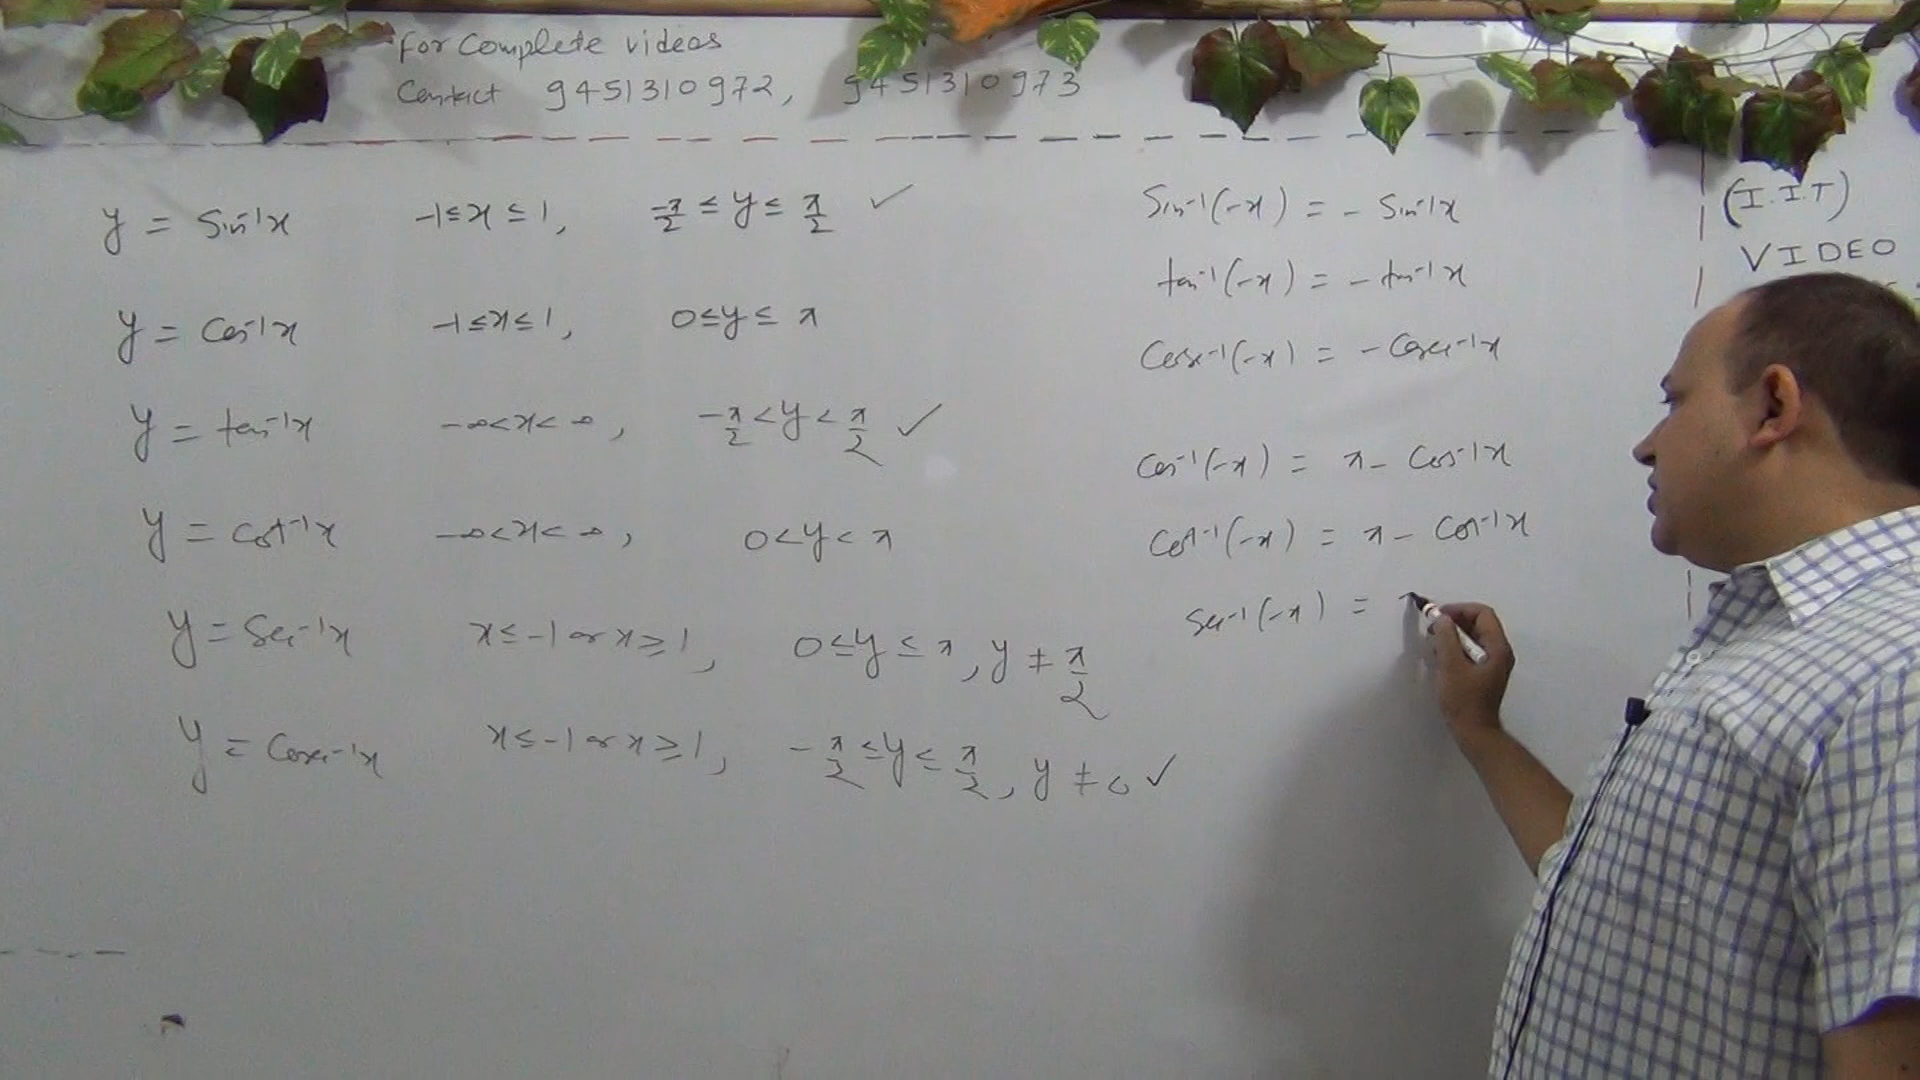 For Complete videos
Contact 9451310972, 9451310973
y = Sin⁻¹x -1≤x≤1, -π/2 ≤ y ≤ π/2 ✓
y = Cos⁻¹x -1≤x≤1, 0≤y≤π
y = tan⁻¹x -∞<x<∞, -π/2 < y < π/2 ✓
y = Cot⁻¹x -∞<x<∞, 0<y<π
y = Sec⁻¹x x≤-1 or x≥1, 0≤y≤π, y≠π/2
y = Cosec⁻¹x x≤-1 or x≥1, -π/2 ≤ y ≤ π/2, y≠0 ✓
Sin⁻¹(-x) = - Sin⁻¹x
tan⁻¹(-x) = - tan⁻¹x
Cosec⁻¹(-x) = - Cosec⁻¹x
Cos⁻¹(-x) = π - Cos⁻¹x
Cot⁻¹(-x) = π - Cot⁻¹x
Sec⁻¹(-x) =
(I.I.T)
VIDEO